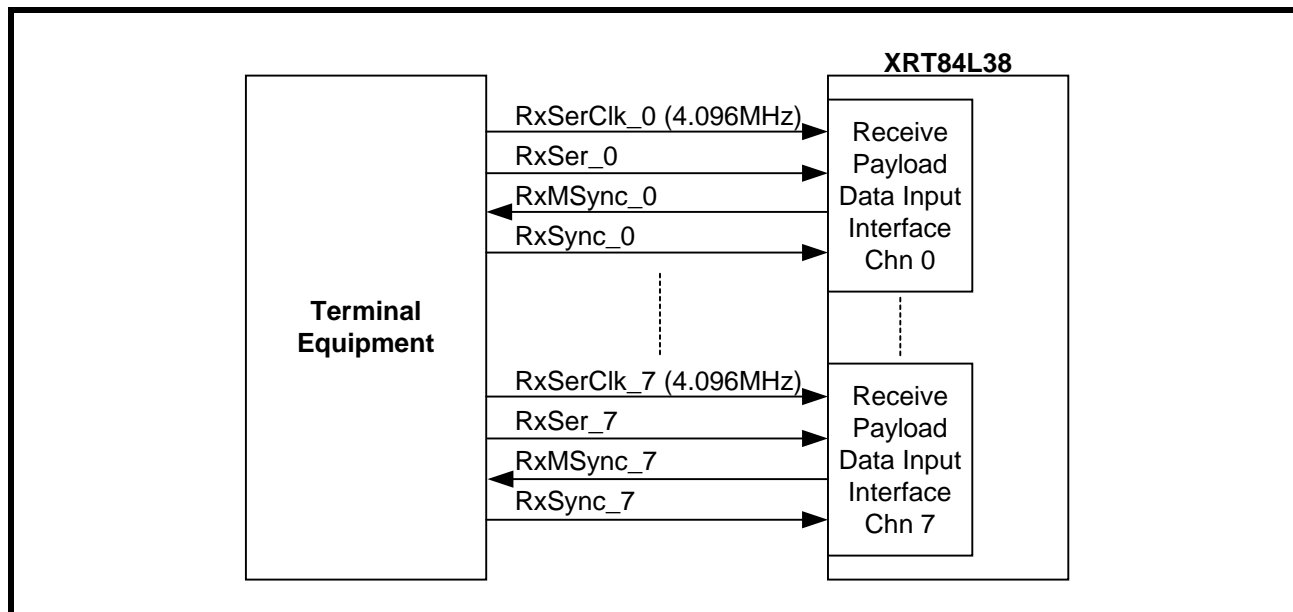 XRT84L38
RxSerClk_0 (4.096MHz)
RxSer_0
RxMSync_0
RxSync_0
Receive
Payload
Data Input
Interface
Chn 0
Terminal
Equipment
RxSerClk_7 (4.096MHz)
RxSer_7
RxMSync_7
RxSync_7
Receive
Payload
Data Input
Interface
Chn 7